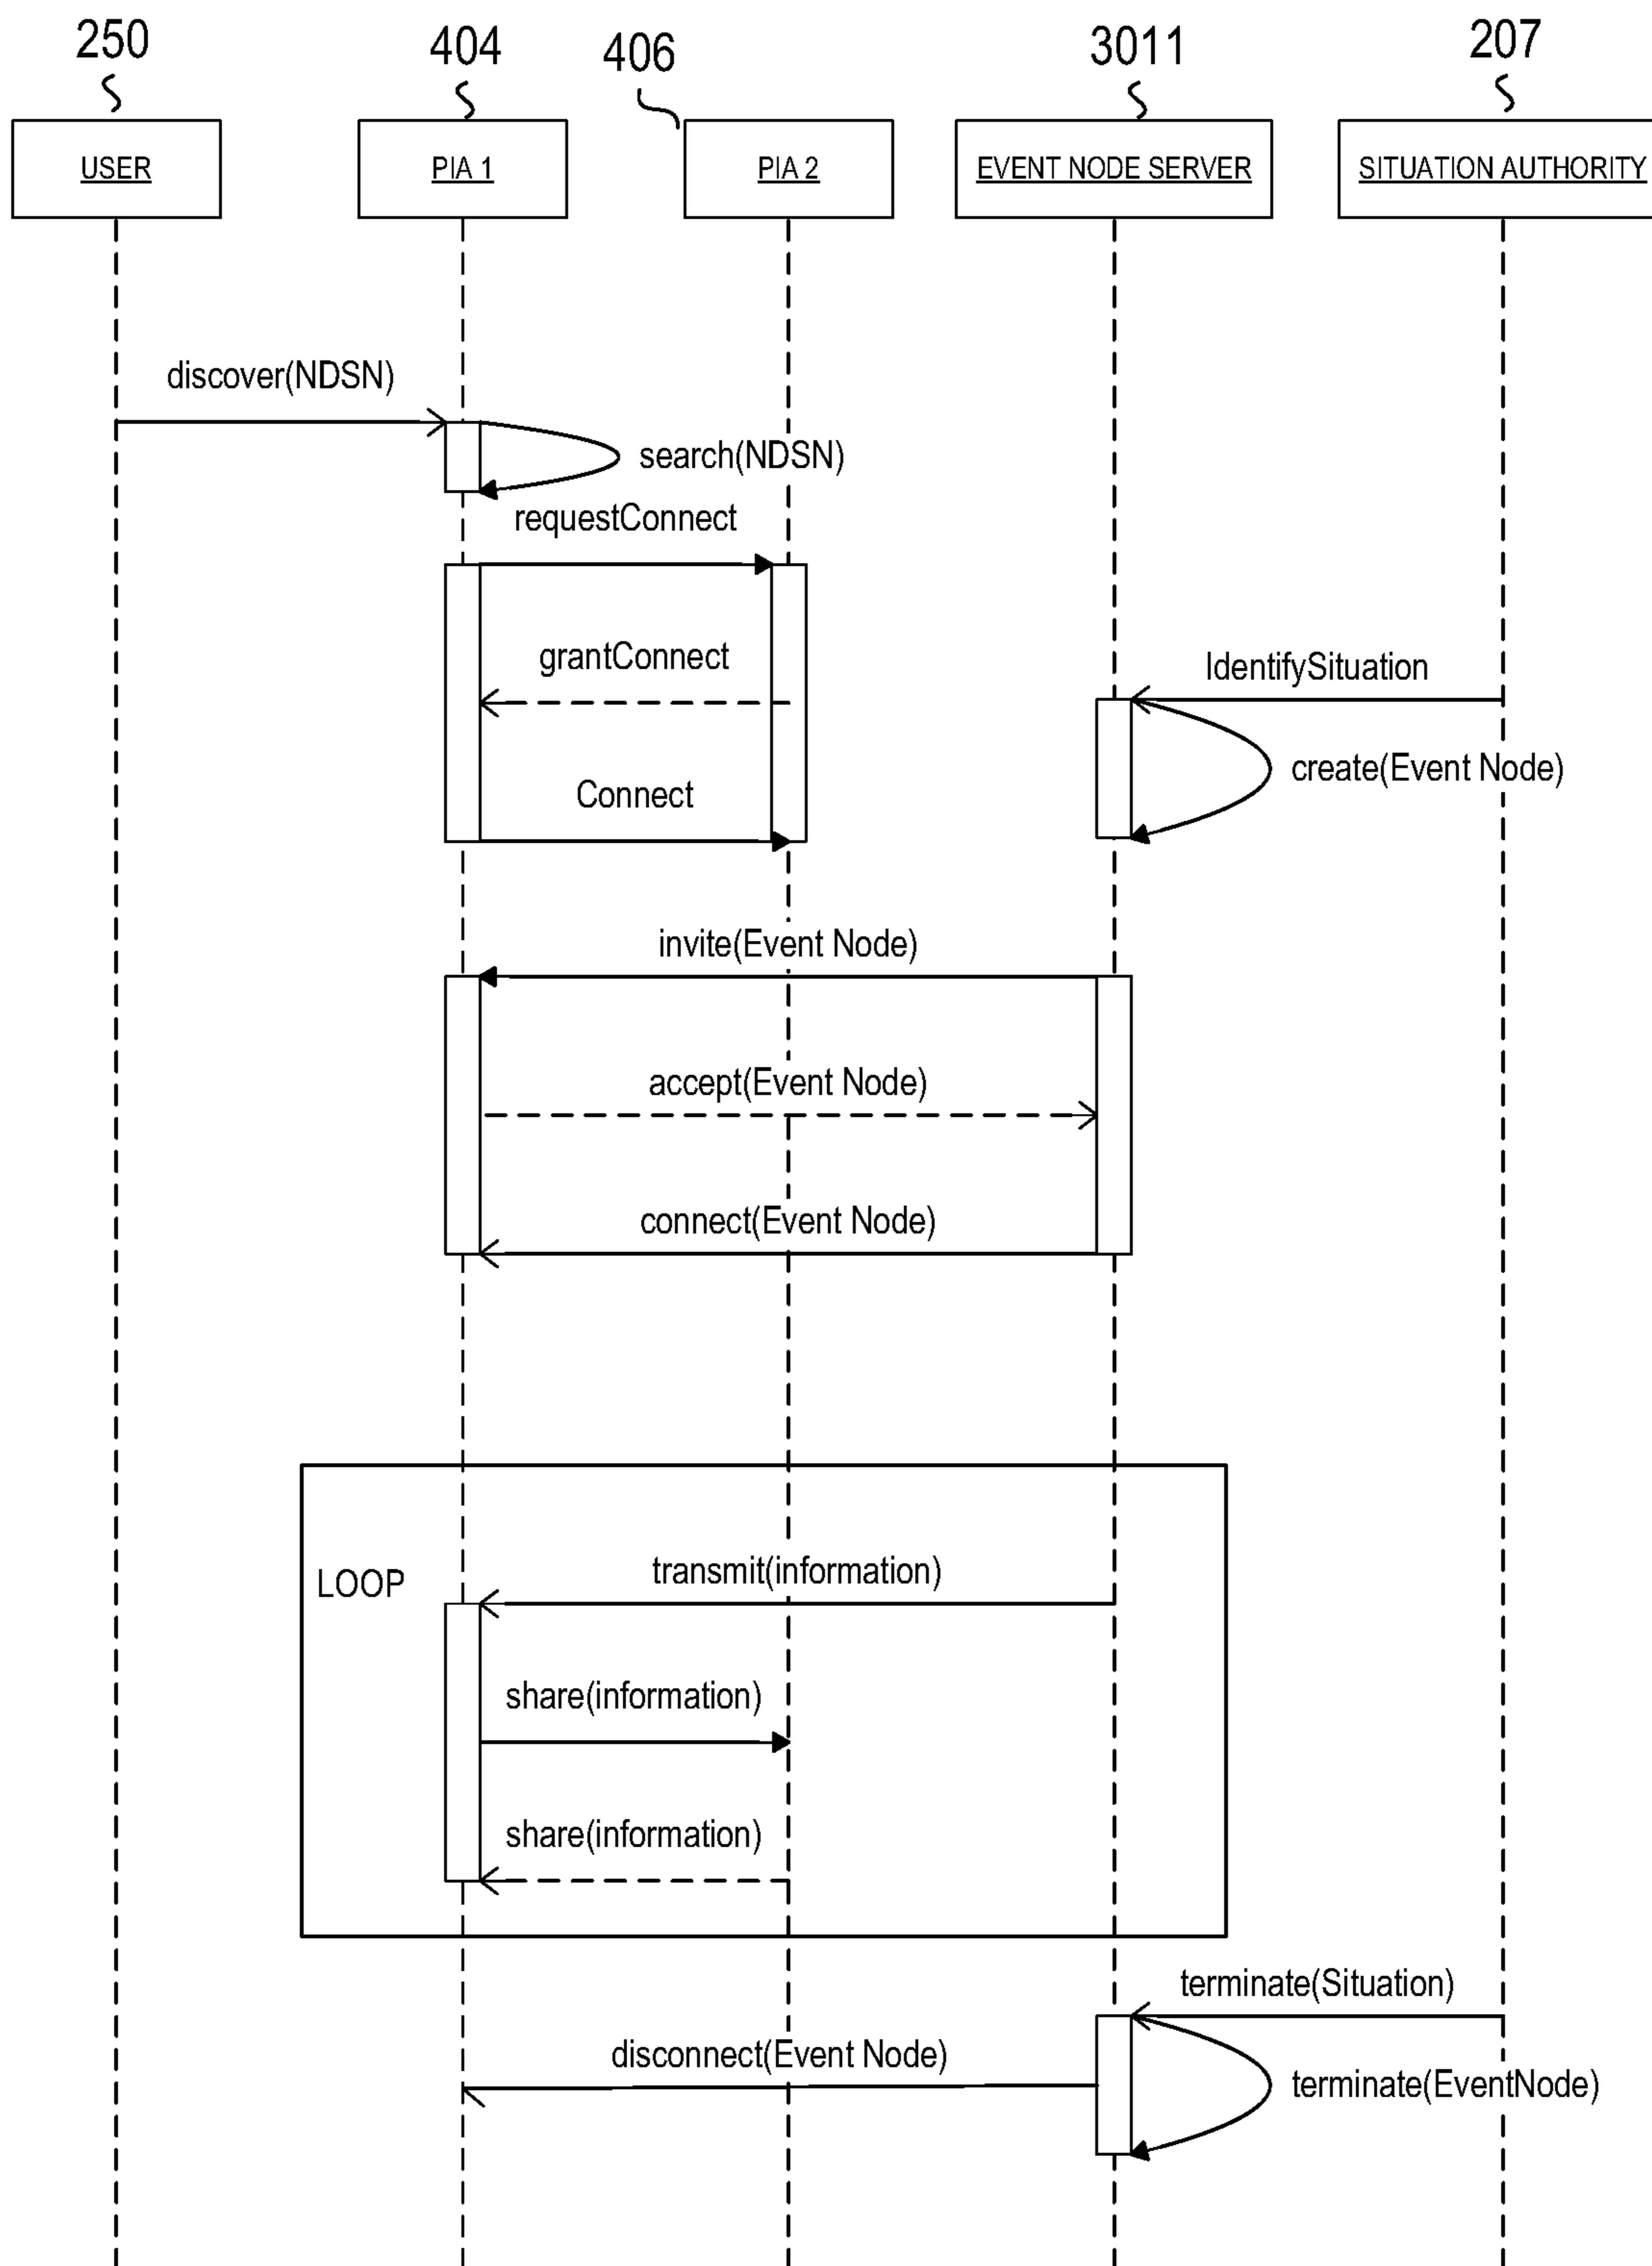 250
404
406
3011
207
USER
PIA 1
PIA 2
EVENT NODE SERVER
SITUATION AUTHORITY
discover(NDSN)
search(NDSN)
requestConnect
grantConnect
IdentifySituation
create(Event Node)
Connect
invite(Event Node)
accept(Event Node)
connect(Event Node)
LOOP
transmit(information)
share(information)
share(information)
terminate(Situation)
disconnect(Event Node)
terminate(EventNode)